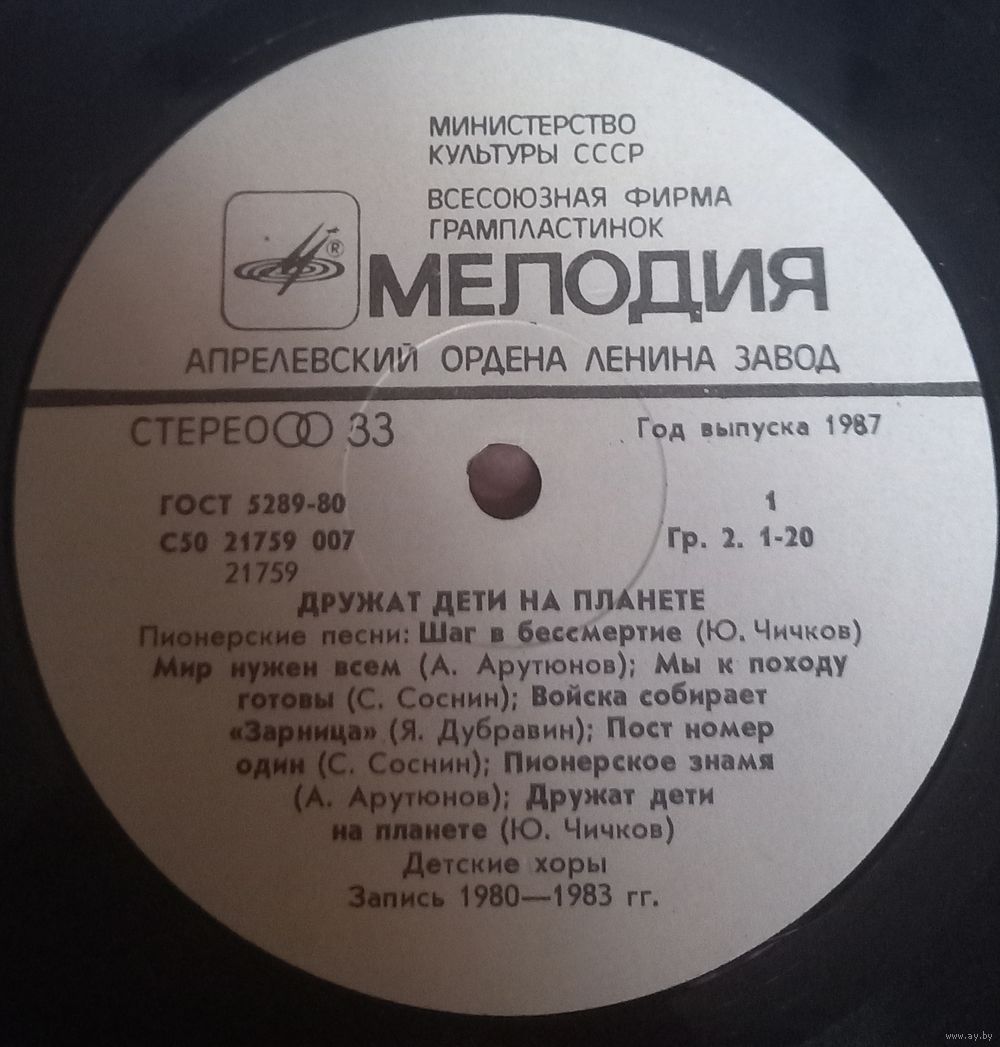 МИНИСТЕРСТВО
КУЛЬТУРЫ СССР
ВСЕСОЮЗНАЯ ФИРМА
ГРАМПЛАСТИНОК
®
МЕЛОДИЯ
АПРЕЛЕВСКИЙ ОРДЕНА ЛЕНИНА ЗАВОД
СТЕРЕО 33
Год выпуска 1987
ГОСТ 5289-80
1
С50 21759 007
Гр. 2. 1-20
21759
ДРУЖАТ ДЕТИ НА ПЛАНЕТЕ
Пионерские песни: Шаг в бессмертие (Ю. Чичков)
Мир нужен всем (А. Арутюнов); Мы к походу
готовы (С. Соснин); Войска собирает
«Зарница» (Я. Дубравин); Пост номер
один (С. Соснин); Пионерское знамя
(А. Арутюнов); Дружат дети
на планете (Ю. Чичков)
Детские хоры
Запись 1980—1983 гг.
www.ay.by